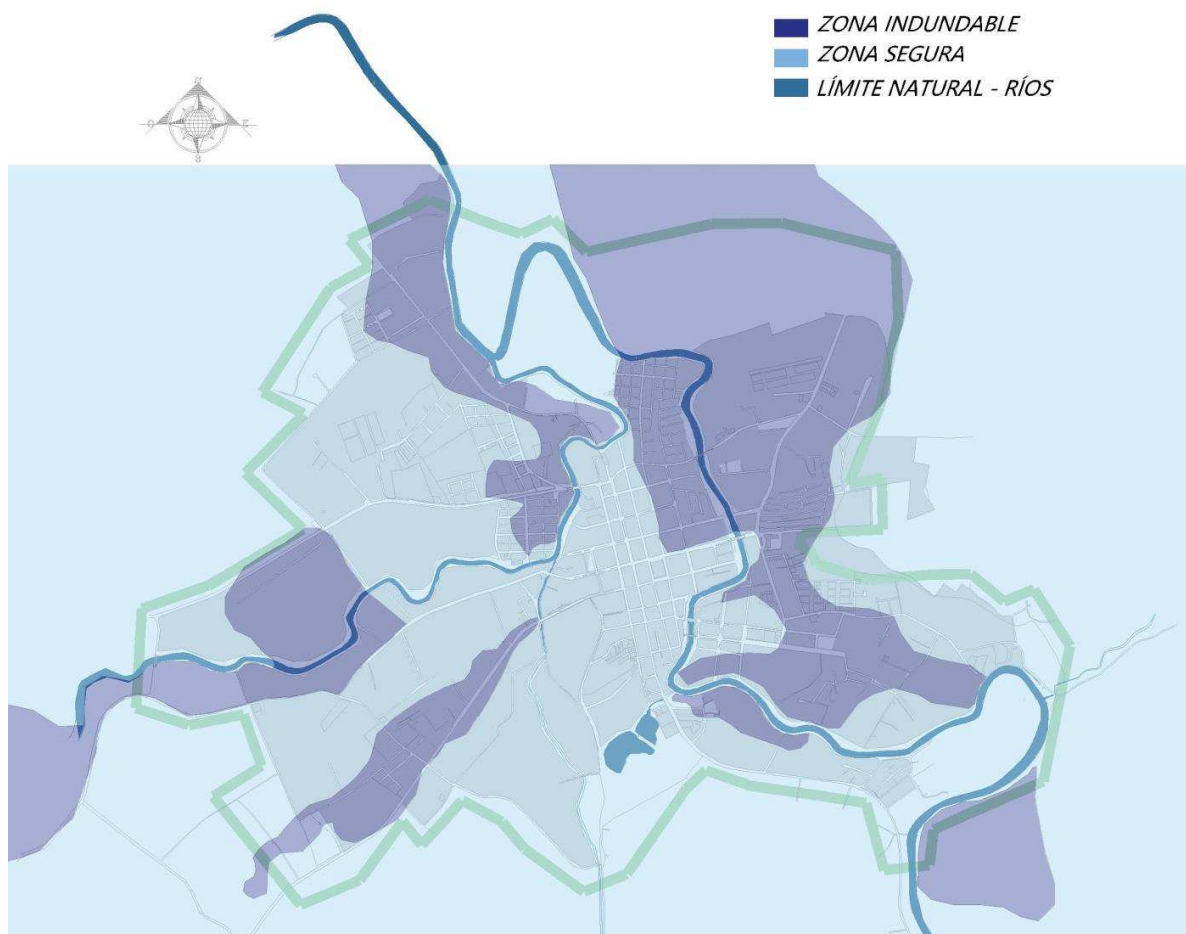 ZONA INDUNDABLE
ZONA SEGURA
LÍMITE NATURAL - RÍOS
N
O E
S